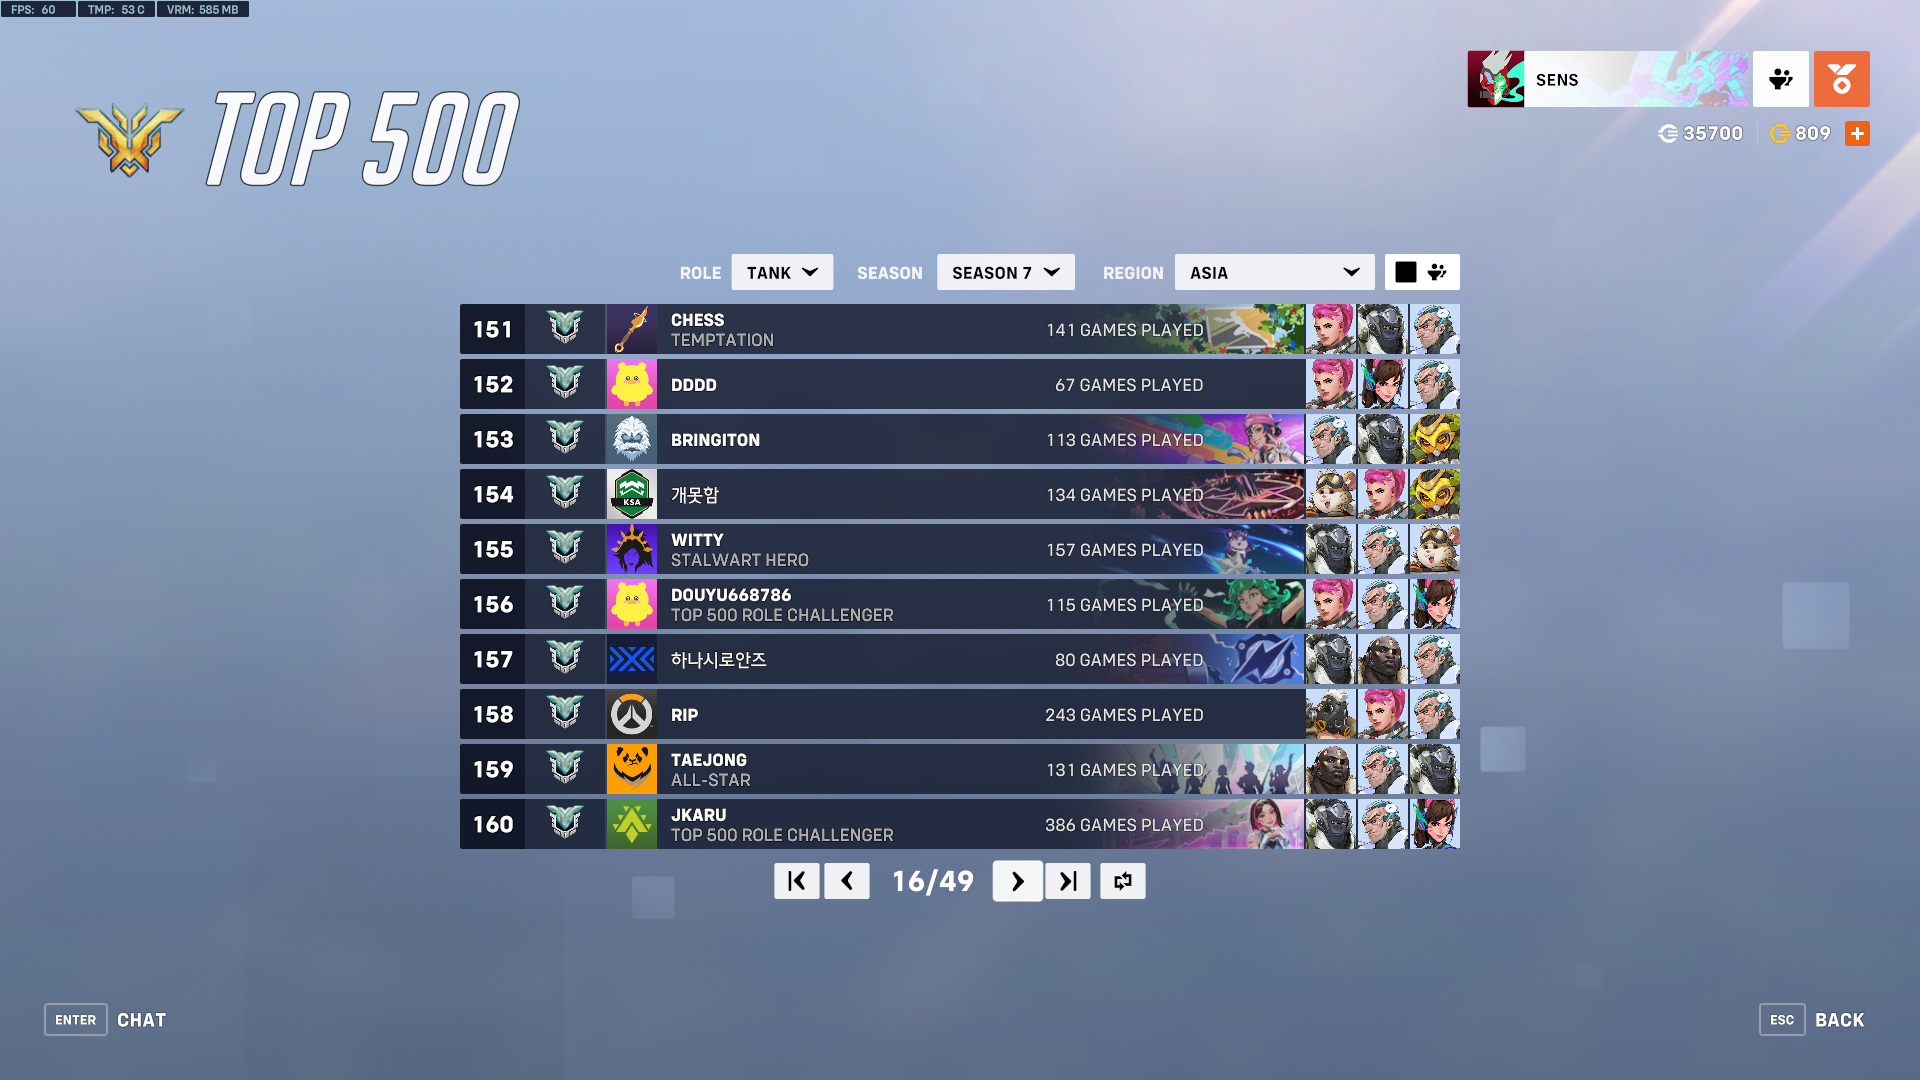 FPS: 60 TMP: 53 C VRM: 585 MB
TOP 500
SENS
35700 809
ROLE TANK SEASON SEASON 7 REGION ASIA
151 CHESS 141 GAMES PLAYED
TEMPTATION
152 DDDD 67 GAMES PLAYED
153 BRINGITON 113 GAMES PLAYED
154 KSA 개못함 134 GAMES PLAYED
155 WITTY 157 GAMES PLAYED
STALWART HERO
156 DOUYU668786 115 GAMES PLAYED
TOP 500 ROLE CHALLENGER
157 하나시로안즈 80 GAMES PLAYED
158 RIP 243 GAMES PLAYED
159 TAEJONG 131 GAMES PLAYED
ALL-STAR
160 JKARU 386 GAMES PLAYED
TOP 500 ROLE CHALLENGER
16/49
ENTER CHAT
ESC BACK